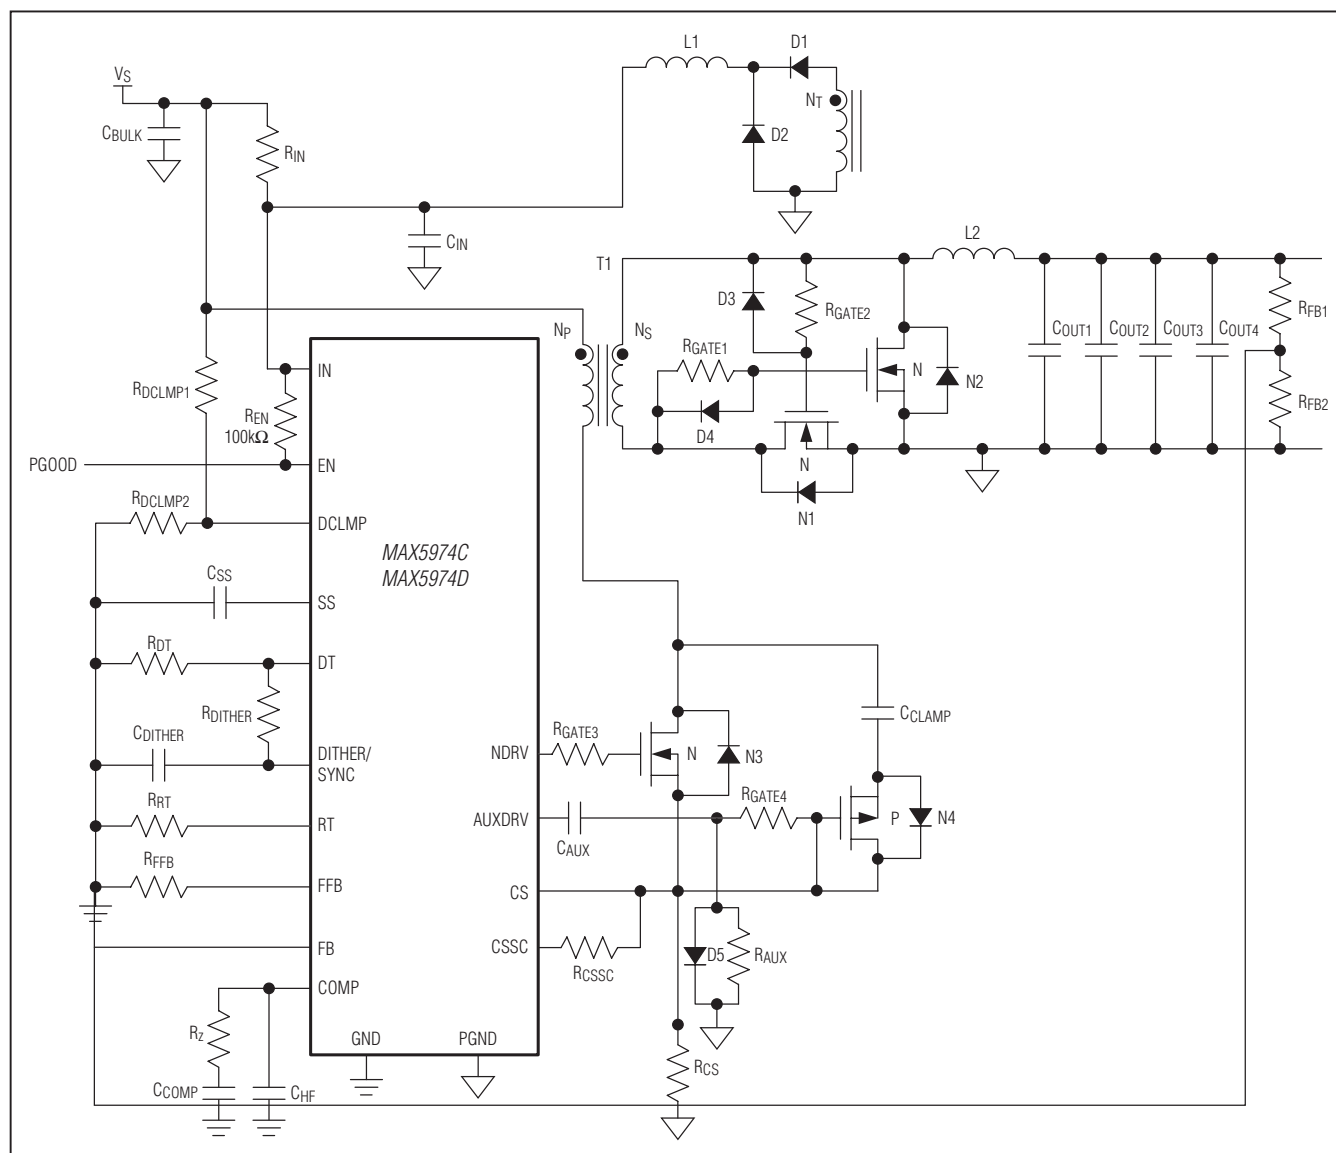 L1
D1
VS
NT
CBULK
D2
RIN
L2
CIN
T1
D3
RGATE2
RFB1
NP
NS
COUT1
COUT2
COUT3
COUT4
RGATE1
IN
N
N2
RDCLMP1
REN
100kΩ
D4
RFB2
PGOOD
EN
N
RDCLMP2
N1
DCLMP
MAX5974C
MAX5974D
CSS
SS
RDT
DT
RDITHER
CCLAMP
CDITHER
RGATE3
NDRV
N
N3
DITHER/
SYNC
RGATE4
RRT
RT
AUXDRV
P
N4
CAUX
RFFB
FFB
CS
FB
CSSC
D5
RAUX
RCSSC
COMP
RZ
GND
PGND
RCS
CCOMP
CHF